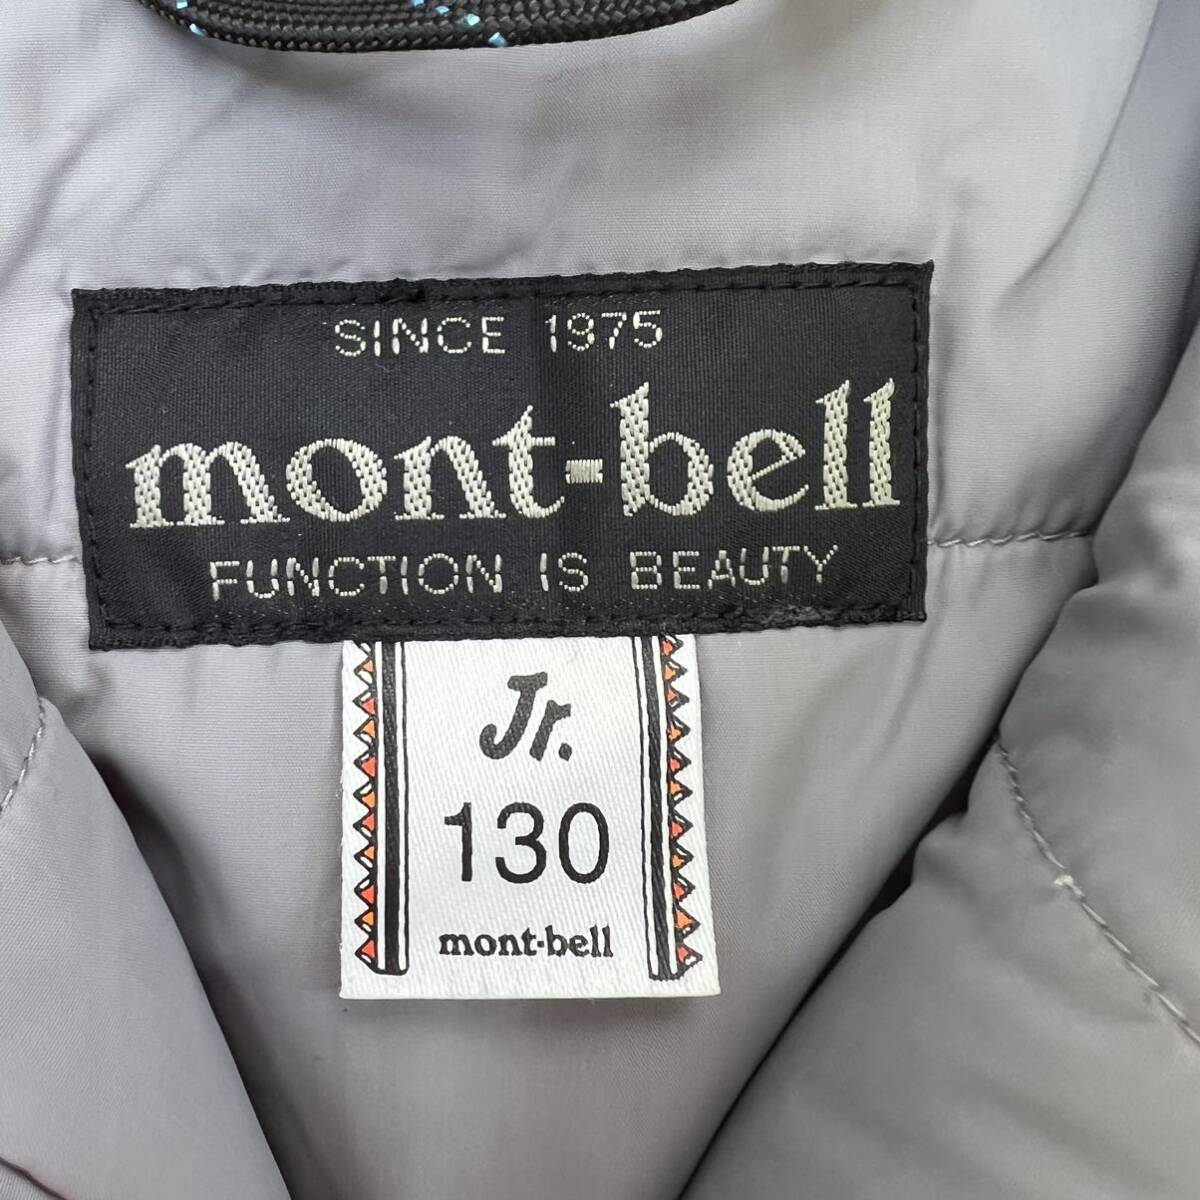 SINCE 1975
mont-bell
FUNCTION IS BEAUTY
Jr.
130
mont-bell